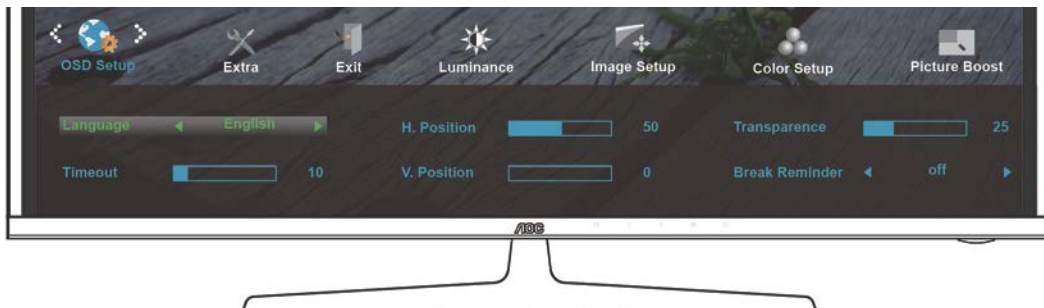 OSD Setup Extra Exit Luminance Image Setup Color Setup Picture Boost
Language English H. Position 50 Transparence 25
Timeout 10 V. Position 0 Break Reminder off
AOC